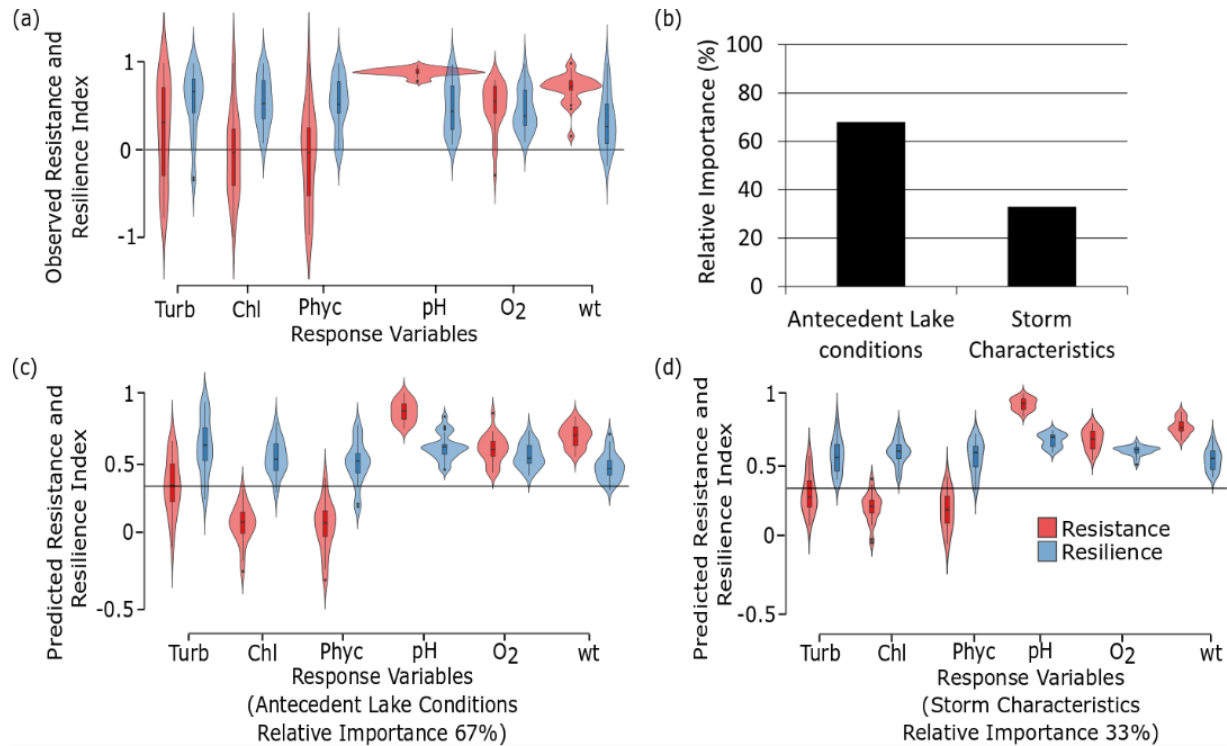 (a)
Observed Resistance and
Resilience Index
1
0
-1
Turb Chl Phyc pH O2 wt
Response Variables
(b)
Relative Importance (%)
100
80
60
40
20
0
Antecedent Lake
conditions
Storm
Characteristics
(c)
Predicted Resistance and
Resilience Index
1
0.5
0
-0.5
Turb Chl Phyc pH O2 wt
Response Variables
(Antecedent Lake Conditions
Relative Importance 67%)
(d)
Predicted Resistance and
Resilience Index
1
0.5
0
-0.5
Resistance
Resilience
Turb Chl Phyc pH O2 wt
Response Variables
(Storm Characteristics
Relative Importance 33%)